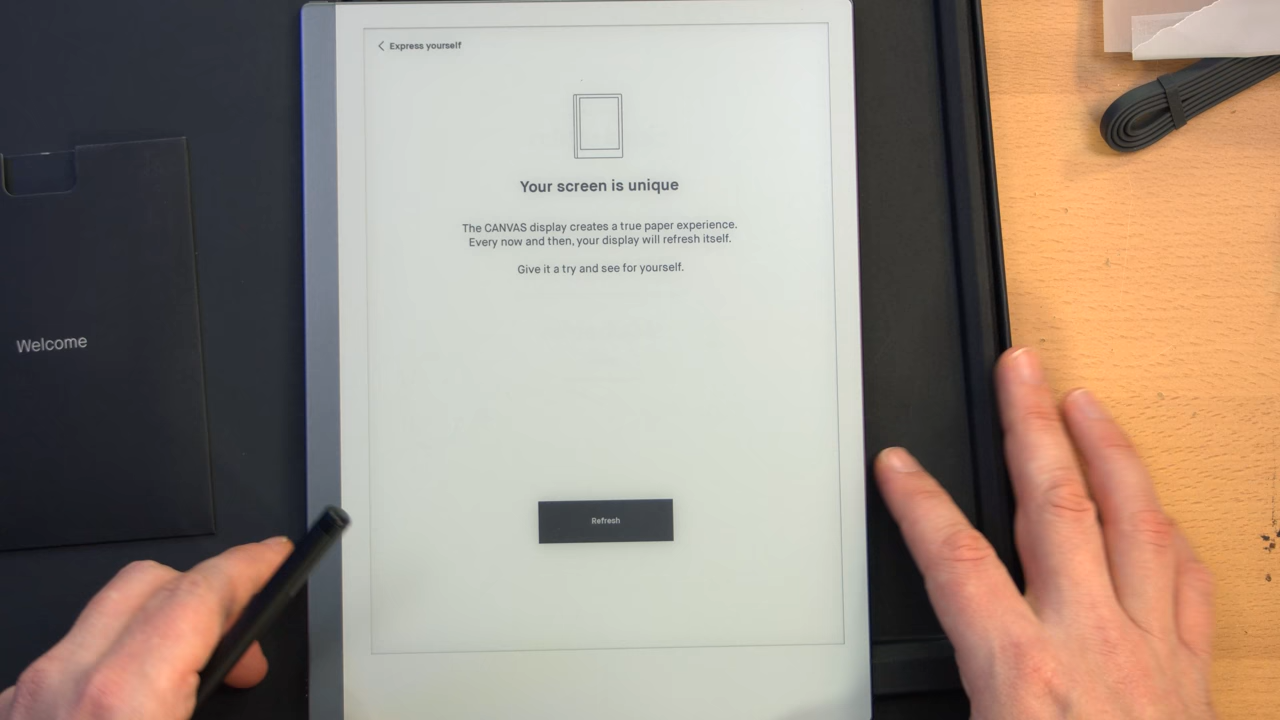 Express yourself
Your screen is unique
The CANVAS display creates a true paper experience.
Every now and then, your display will refresh itself.
Give it a try and see for yourself.
Refresh
Welcome